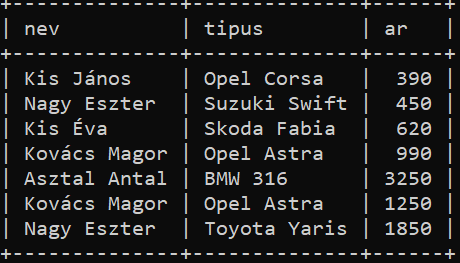 +--------------+--------------+------+
| nev          | tipus        | ar   |
+--------------+--------------+------+
| Kis János    | Opel Corsa   |  390 |
| Nagy Eszter  | Suzuki Swift |  450 |
| Kis Éva      | Skoda Fabia  |  620 |
| Kovács Magor | Opel Astra   |  990 |
| Asztal Antal | BMW 316      | 3250 |
| Kovács Magor | Opel Astra   | 1250 |
| Nagy Eszter  | Toyota Yaris | 1850 |
+--------------+--------------+------+